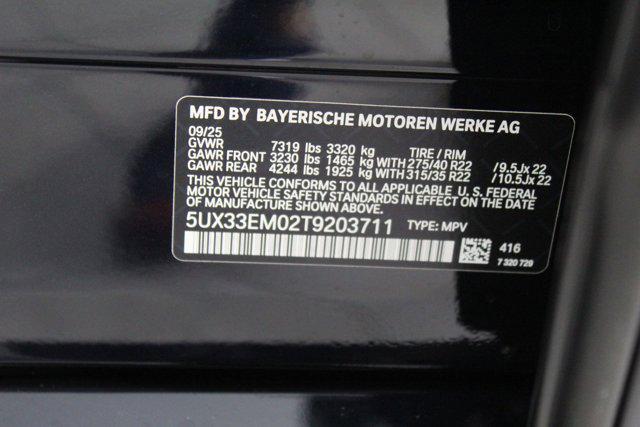 MFD BY BAYERISCHE MOTOREN WERKE AG
09/25
GVWR 7319 lbs 3320 kg TIRE / RIM
GAWR FRONT 3230 lbs 1465 kg WITH 275/40 R22 /9.5Jx 22
GAWR REAR 4244 lbs 1925 kg WITH 315/35 R22 /10.5Jx 22
THIS VEHICLE CONFORMS TO ALL APPLICABLE U. S. FEDERAL
MOTOR VEHICLE SAFETY STANDARDS IN EFFECT ON THE DATE OF
MANUFACTURE SHOWN ABOVE.
5UX33EM02T9203711 TYPE: MPV
416
7 320 729